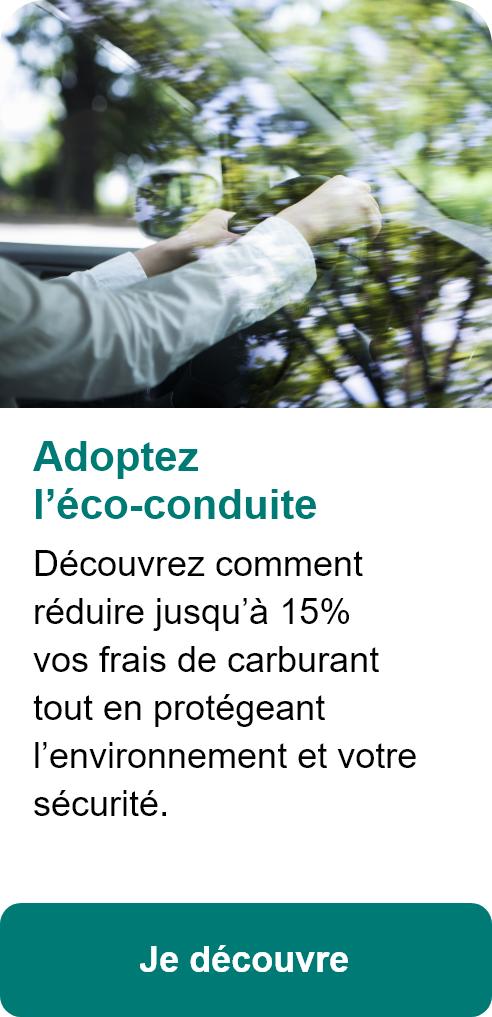 Adoptez
l’éco-conduite
Découvrez comment
réduire jusqu’à 15%
vos frais de carburant
tout en protégeant
l’environnement et votre
sécurité.
Je découvre